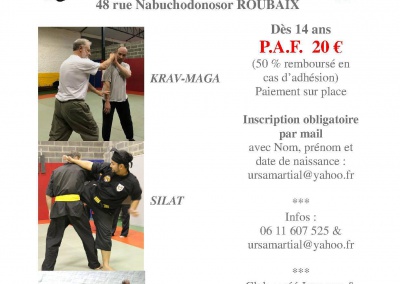 48 rue Nabuchodonosor ROUBAIX
Dès 14 ans
P.A.F. 20 €
(50 % remboursé en
cas d'adhésion)
Paiement sur place
KRAV-MAGA
Inscription obligatoire
par mail
avec Nom, prénom et
date de naissance :
ursamartial@yahoo.fr
SILAT
***
Infos :
06 11 607 525 &
ursamartial@yahoo.fr
***